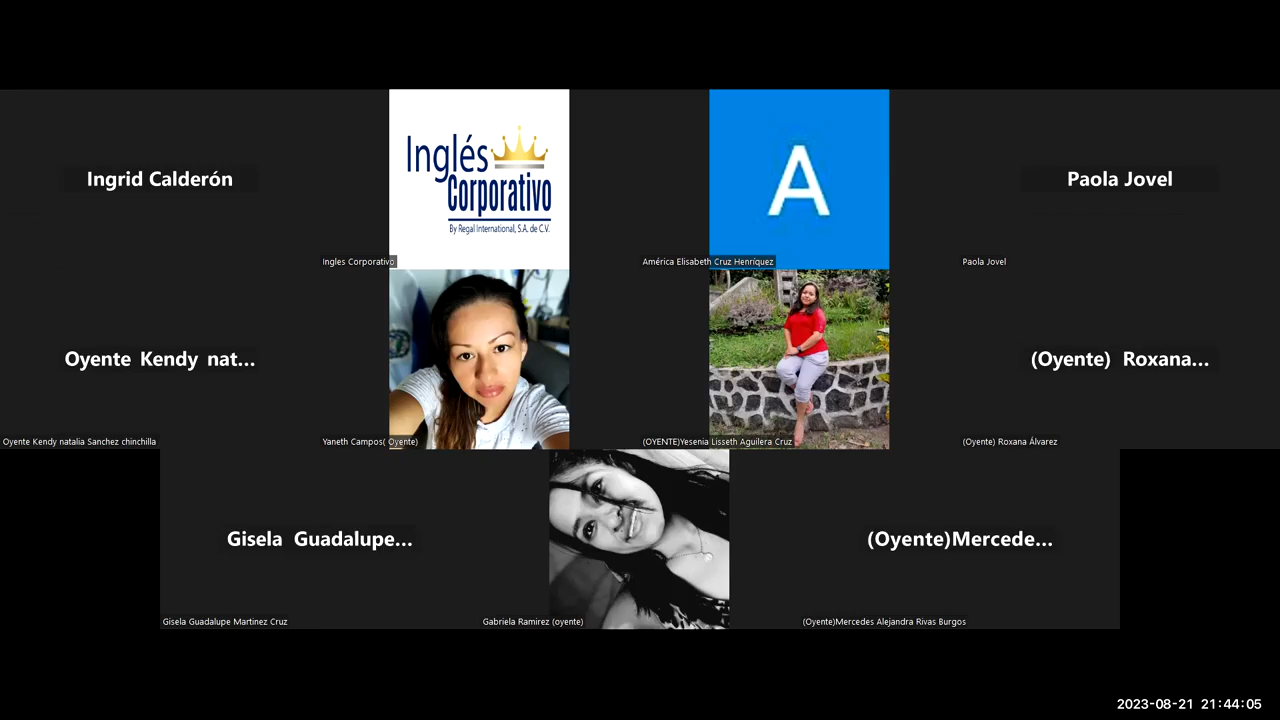 Ingrid Calderón
Inglés
Corporativo
By Regal International, S.A. de C.V.
Ingles Corporativo
A
América Elisabeth Cruz Henríquez
Paola Jovel
Paola Jovel
Oyente Kendy nat...
Oyente Kendy natalia Sanchez chinchilla
Yaneth Campos( Oyente)
(OYENTE)Yesenia Lisseth Aguilera Cruz
(Oyente) Roxana...
(Oyente) Roxana Álvarez
Gisela Guadalupe...
Gisela Guadalupe Martinez Cruz
Gabriela Ramirez (oyente)
(Oyente)Mercede...
(Oyente)Mercedes Alejandra Rivas Burgos
2023-08-21 21:44:05